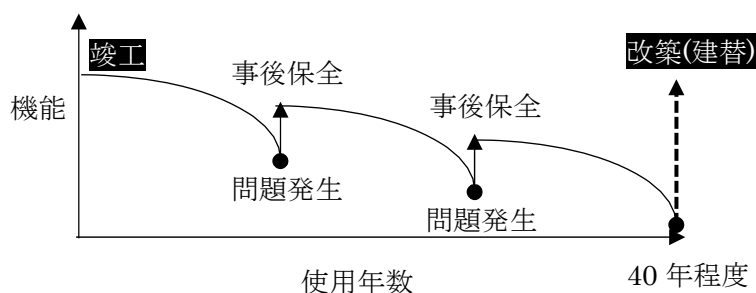 竣工
改築(建替)
事後保全
事後保全
機能
問題発生
問題発生
使用年数
40 年程度